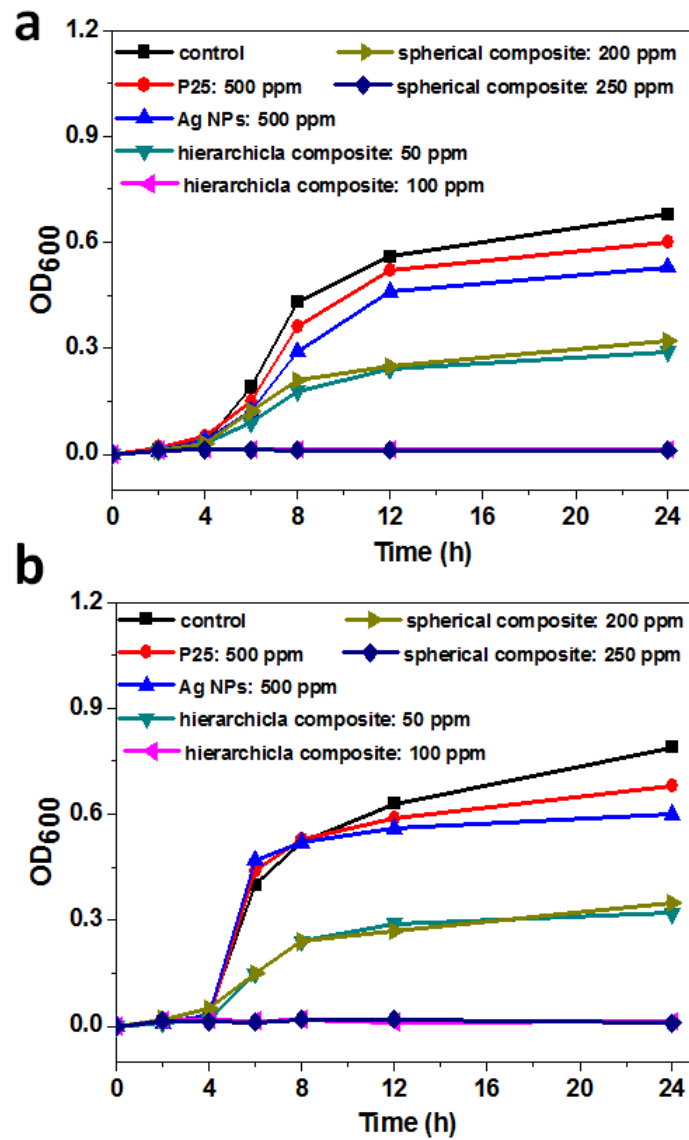 a
1.2
control
spherical composite: 200 ppm
P25: 500 ppm
spherical composite: 250 ppm
0.9
Ag NPs: 500 ppm
hierarchicla composite: 50 ppm
hierarchicla composite: 100 ppm
0.6
OD600
0.3
0.0
0 4 8 12 16 20 24
Time (h)
b
1.2
control
spherical composite: 200 ppm
P25: 500 ppm
spherical composite: 250 ppm
Ag NPs: 500 ppm
0.9
hierarchicla composite: 50 ppm
hierarchicla composite: 100 ppm
0.6
OD600
0.3
0.0
0 4 8 12 16 20 24
Time (h)